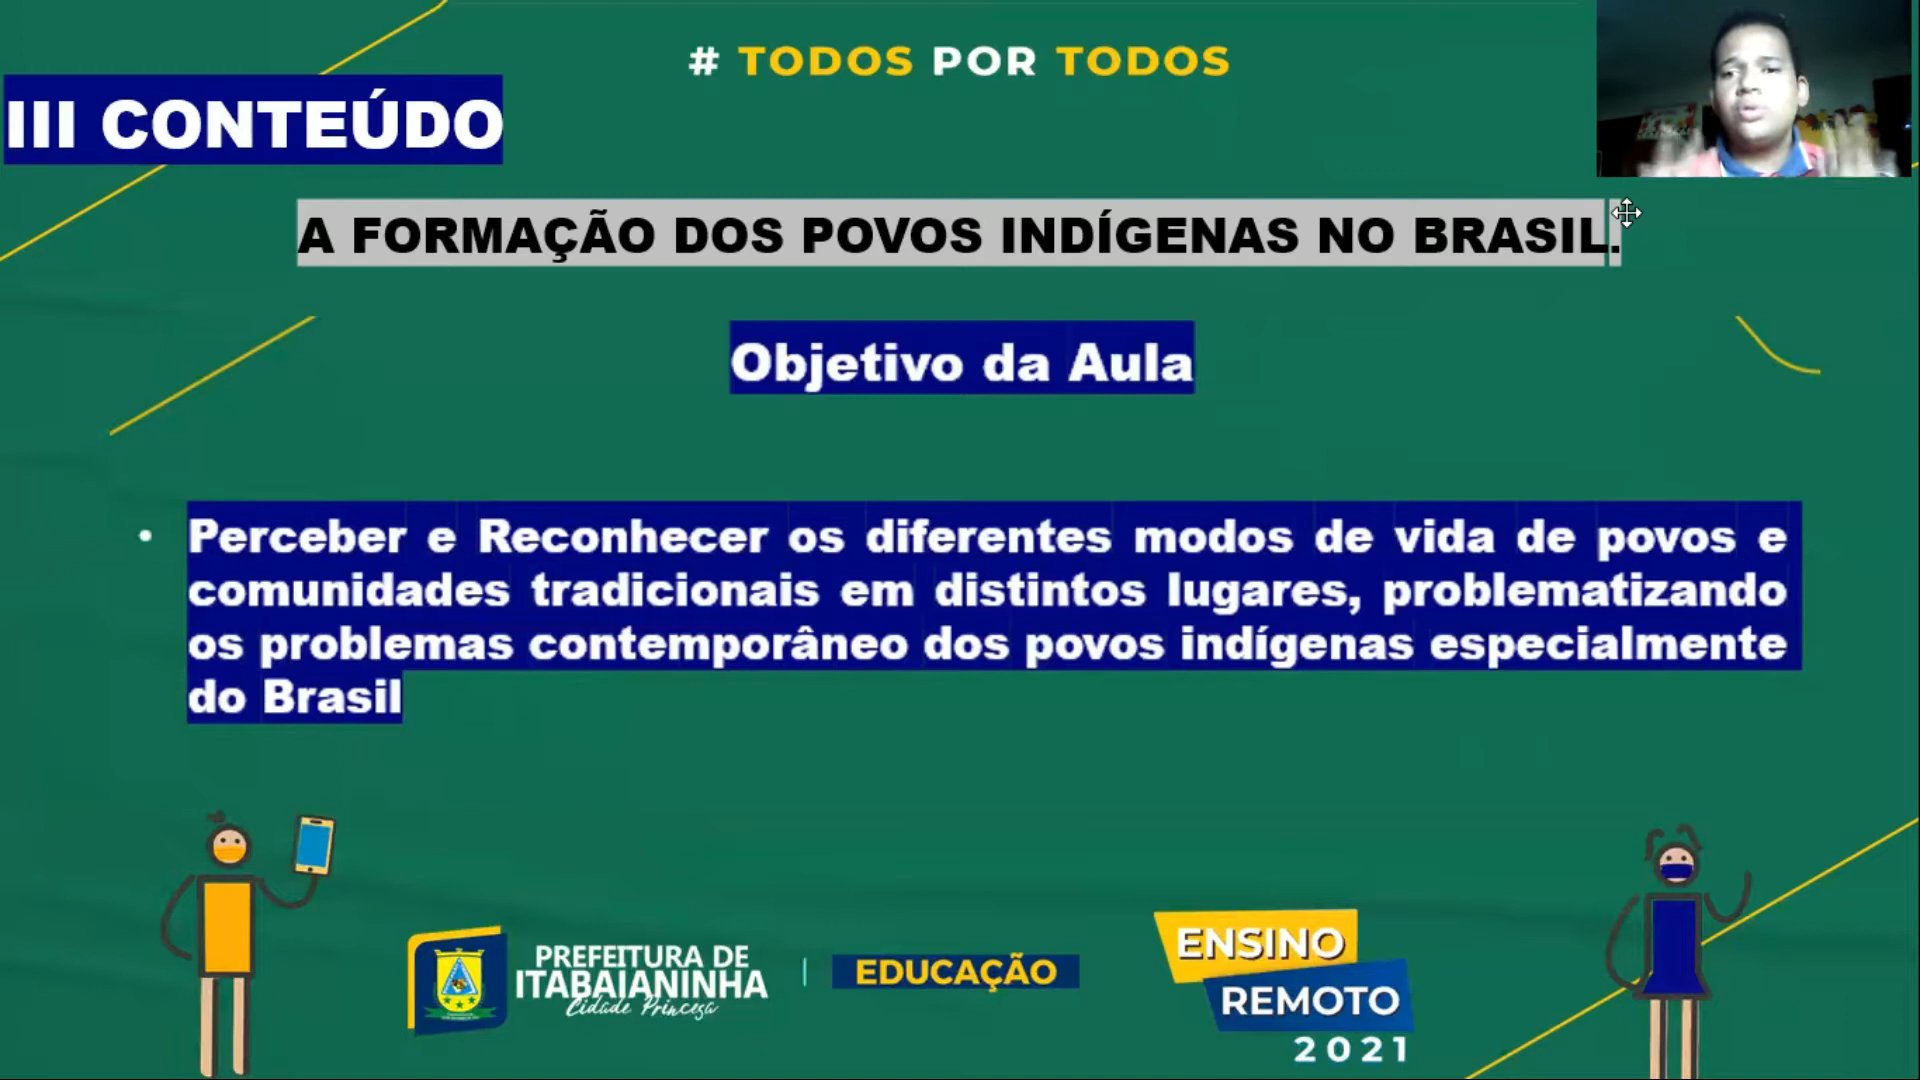 # TODOS POR TODOS
III CONTEÚDO
A FORMAÇÃO DOS POVOS INDÍGENAS NO BRASIL.
Objetivo da Aula
• Perceber e Reconhecer os diferentes modos de vida de povos e
comunidades tradicionais em distintos lugares, problematizando
os problemas contemporâneo dos povos indígenas especialmente
do Brasil
PREFEITURA DE
ITABAIANINHA
Cidade Princesa
EDUCAÇÃO
ENSINO
REMOTO
2021